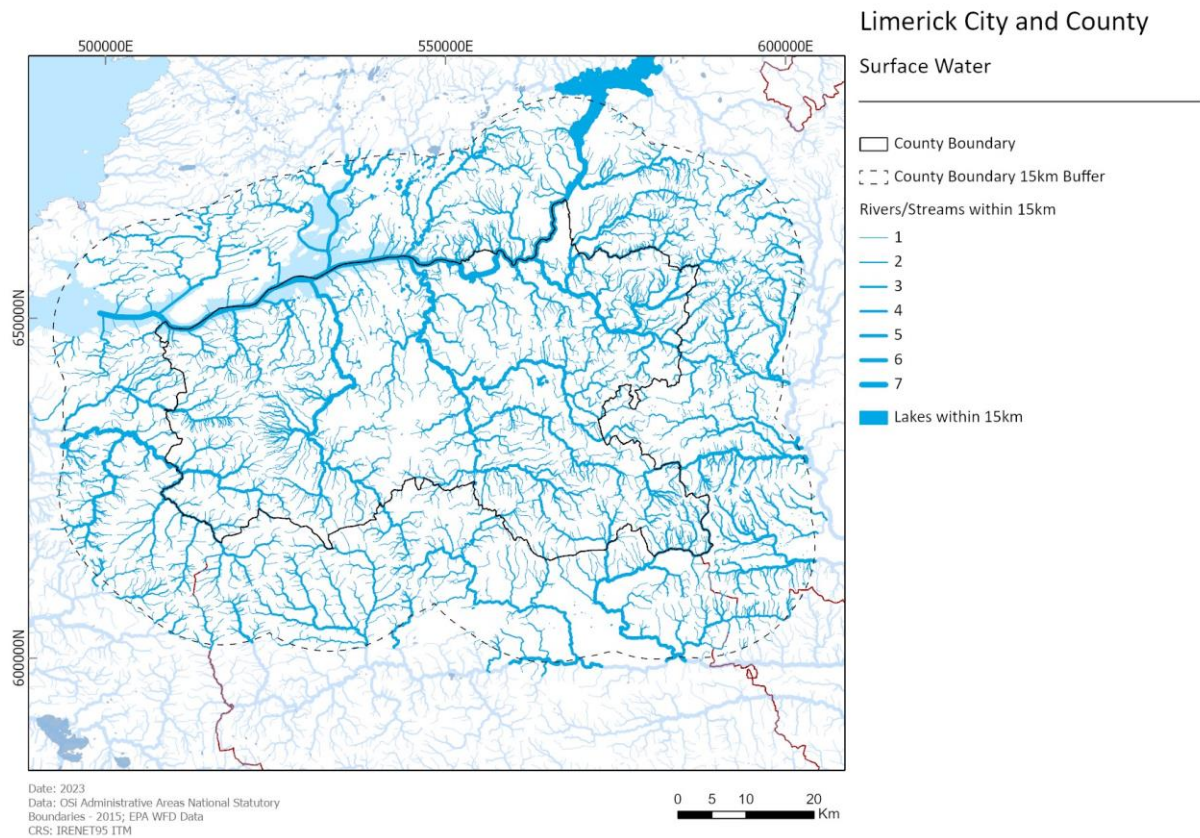 Limerick City and County
Surface Water
500000E
550000E
600000E
650000N
600000N
County Boundary
County Boundary 15km Buffer
Rivers/Streams within 15km
1
2
3
4
5
6
7
Lakes within 15km
Date: 2023
Data: OSi Administrative Areas National Statutory
Boundaries - 2015; EPA WFD Data
CRS: IRENET95 ITM
0 5 10 20
Km